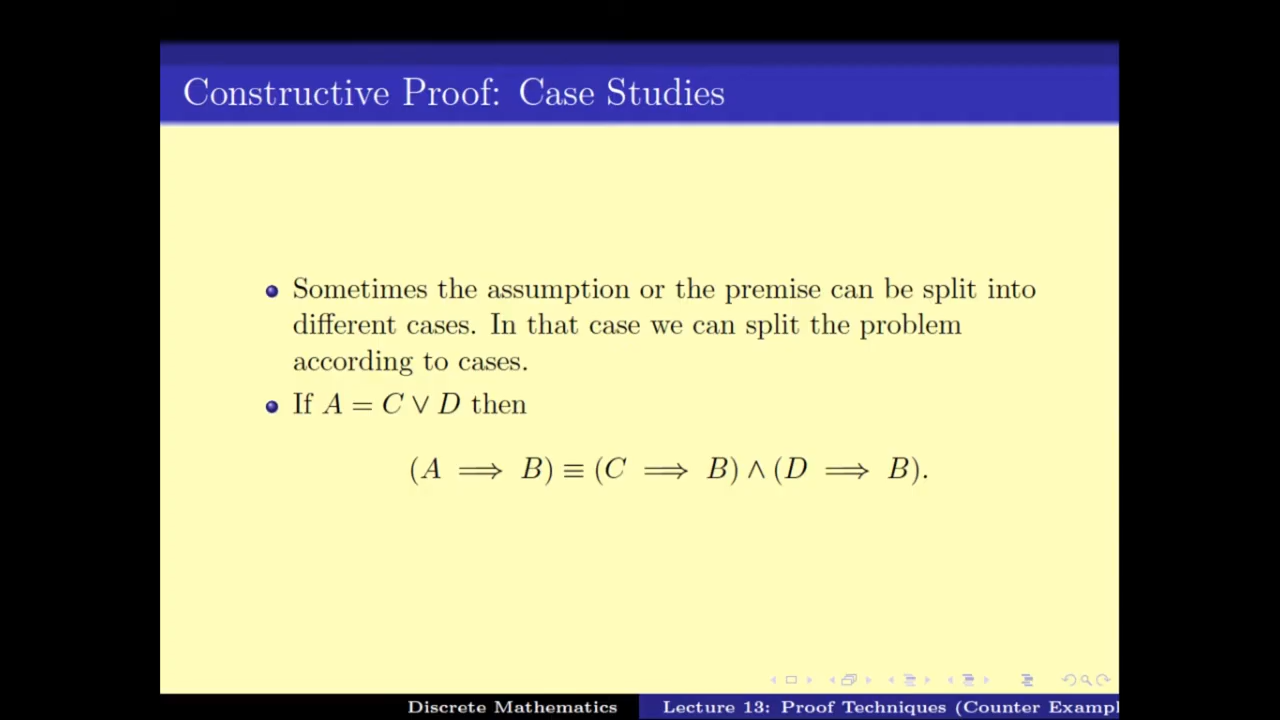 Constructive Proof: Case Studies
Sometimes the assumption or the premise can be split into
different cases. In that case we can split the problem
according to cases.
If A = C ∨ D then
(A ⟹ B) ≡ (C ⟹ B) ∧ (D ⟹ B).
Discrete Mathematics
Lecture 13: Proof Techniques (Counter Exampl